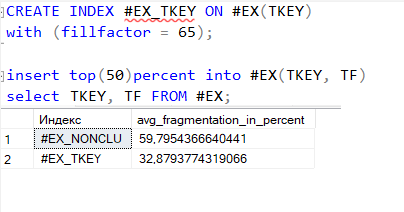 CREATE INDEX #EX_TKEY ON #EX(TKEY)
with (fillfactor = 65);
insert top(50)percent into #EX(TKEY, TF)
select TKEY, TF FROM #EX;
Индекс avg_fragmentation_in_percent
1 #EX_NONCLU 59,7954366640441
2 #EX_TKEY 32,8793774319066